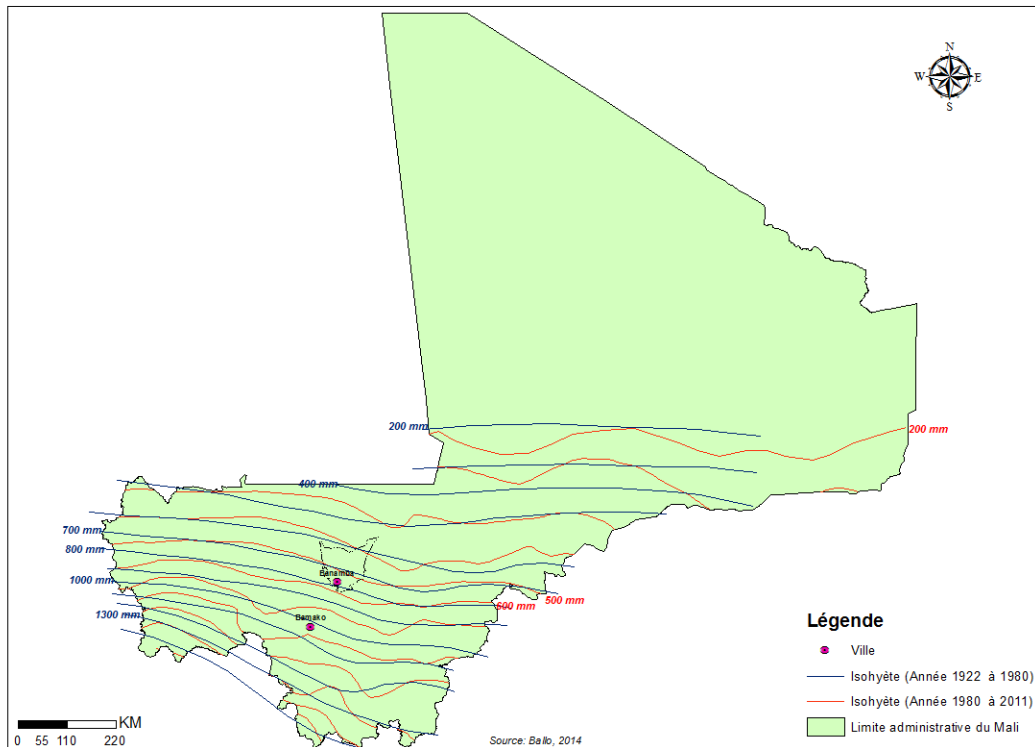 N
W E
S
200 mm
200 mm
400 mm
700 mm
800 mm
Banamba
1000 mm
500 mm
600 mm
1300 mm
Bamako
Légende
Ville
Isohyète (Année 1922 à 1980)
Isohyète (Année 1980 à 2011)
Limite administrative du Mali
KM
0 55 110 220
Source: Ballo, 2014